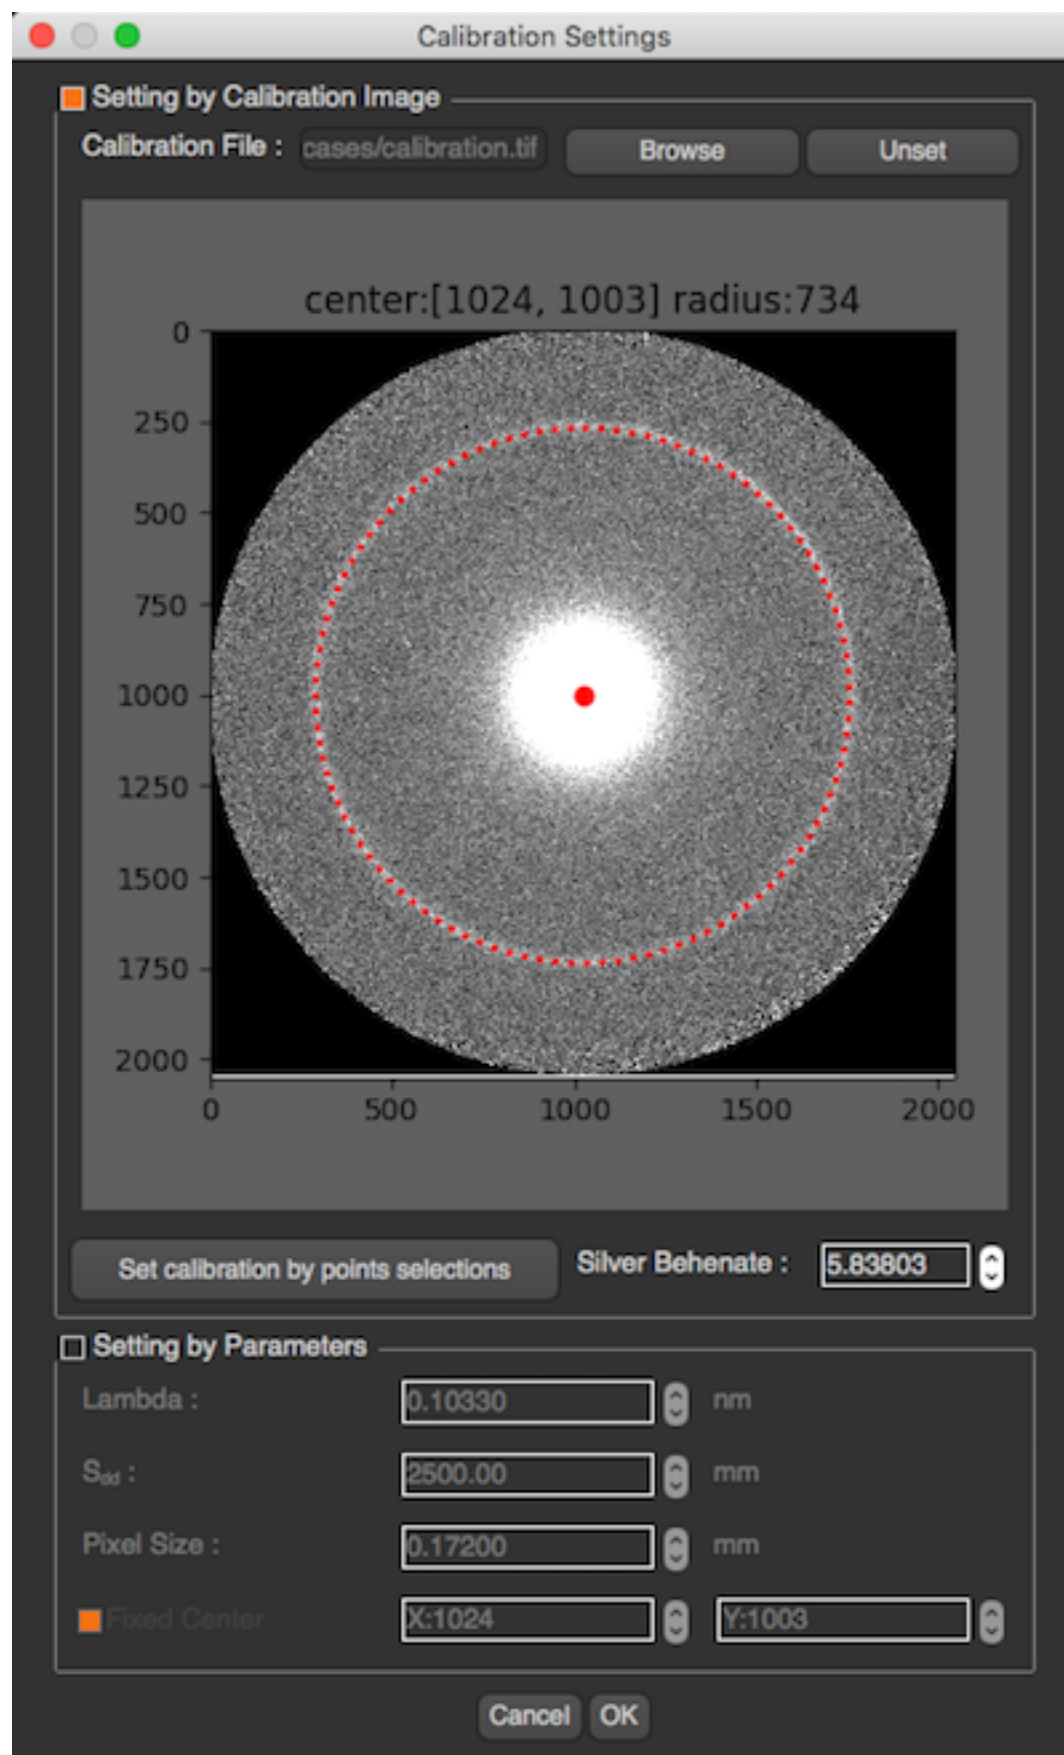 Calibration Settings
Setting by Calibration Image
Calibration File : cases/calibration.tif Browse Unset
center:[1024, 1003] radius:734
0
250
500
750
1000
1250
1500
1750
2000
0 500 1000 1500 2000
Set calibration by points selections Silver Behenate : 5.83803
Setting by Parameters
Lambda : 0.10330 nm
Sdd : 2500.00 mm
Pixel Size : 0.17200 mm
Fixed Center X:1024 Y:1003
Cancel OK